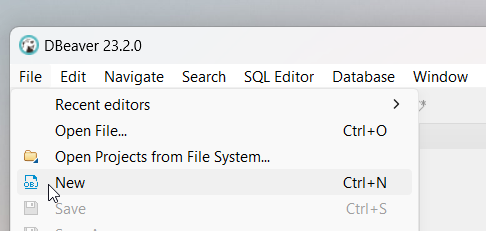 DBeaver 23.2.0
File Edit Navigate Search SQL Editor Database Window
Recent editors
Open File... Ctrl+O
Open Projects from File System...
New Ctrl+N
Save Ctrl+S